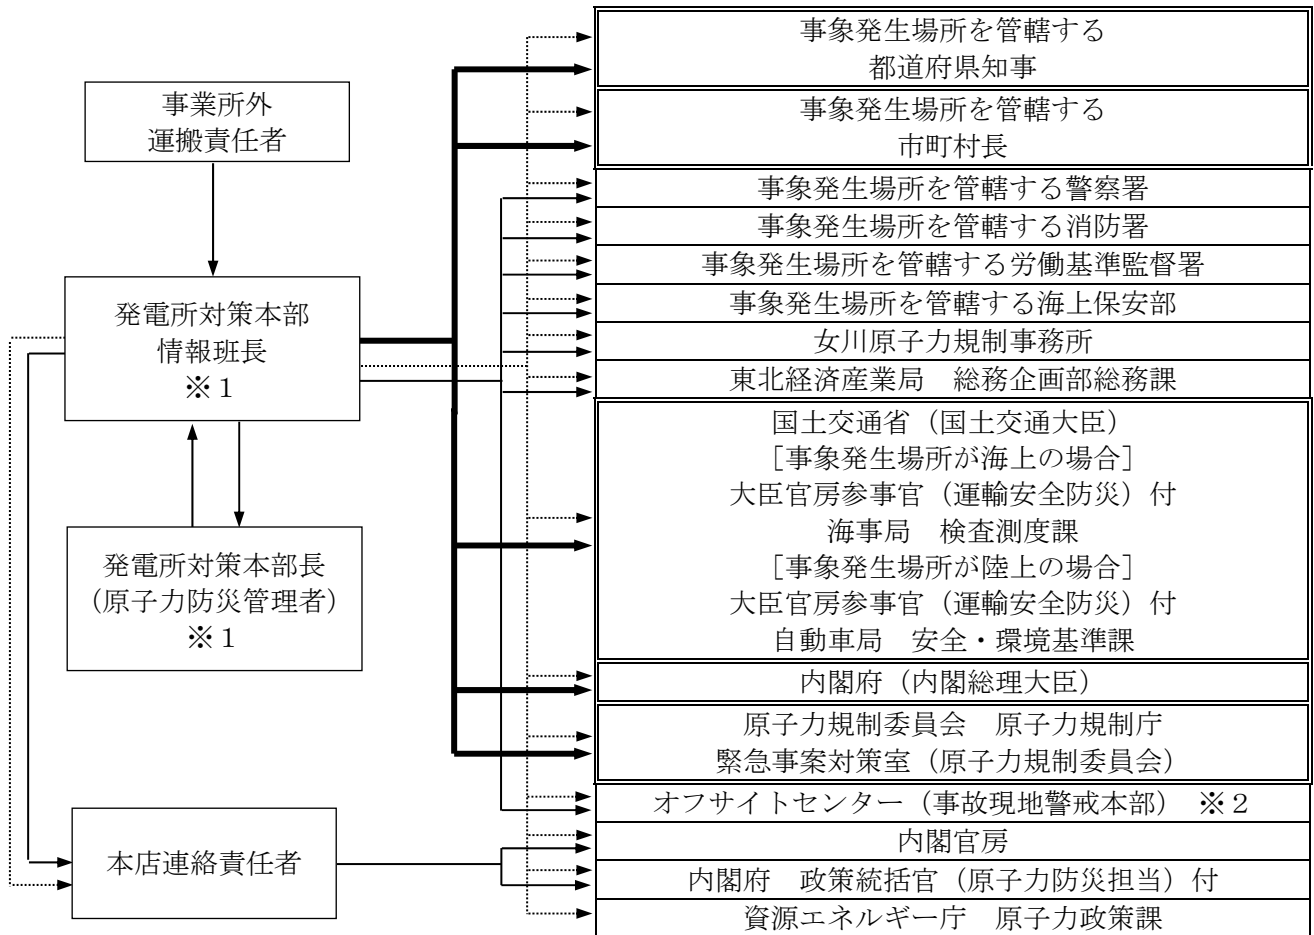 事業所外
運搬責任者
発電所対策本部
情報班長
※１
発電所対策本部長
（原子力防災管理者）
※１
本店連絡責任者
事象発生場所を管轄する
都道府県知事
事象発生場所を管轄する
市町村長
事象発生場所を管轄する警察署
事象発生場所を管轄する消防署
事象発生場所を管轄する労働基準監督署
事象発生場所を管轄する海上保安部
女川原子力規制事務所
東北経済産業局　総務企画部総務課
国土交通省（国土交通大臣）
［事象発生場所が海上の場合］
大臣官房参事官（運輸安全防災）付
海事局　検査測度課
［事象発生場所が陸上の場合］
大臣官房参事官（運輸安全防災）付
自動車局　安全・環境基準課
内閣府（内閣総理大臣）
原子力規制委員会　原子力規制庁
緊急事案対策室（原子力規制委員会）
オフサイトセンター（事故現地警戒本部）　※２
内閣官房
内閣府　政策統括官（原子力防災担当）付
資源エネルギー庁　原子力政策課